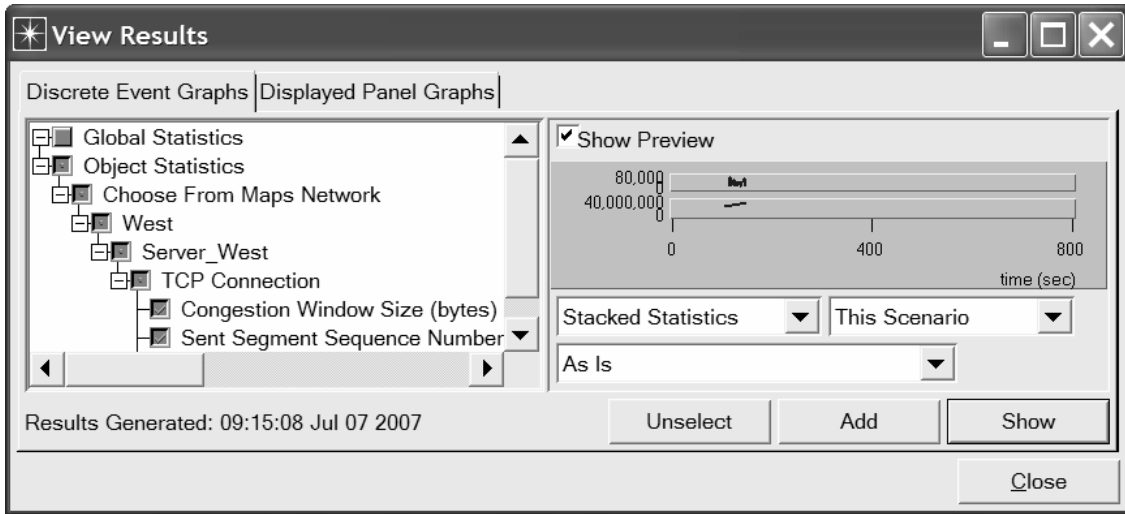 View Results
Discrete Event Graphs Displayed Panel Graphs
Global Statistics
Object Statistics
Choose From Maps Network
West
Server_West
TCP Connection
Congestion Window Size (bytes)
Sent Segment Sequence Number
Show Preview
80,000
0
40,000,000
0
0 400 800
time (sec)
Stacked Statistics This Scenario
As Is
Results Generated: 09:15:08 Jul 07 2007
Unselect Add Show
Close